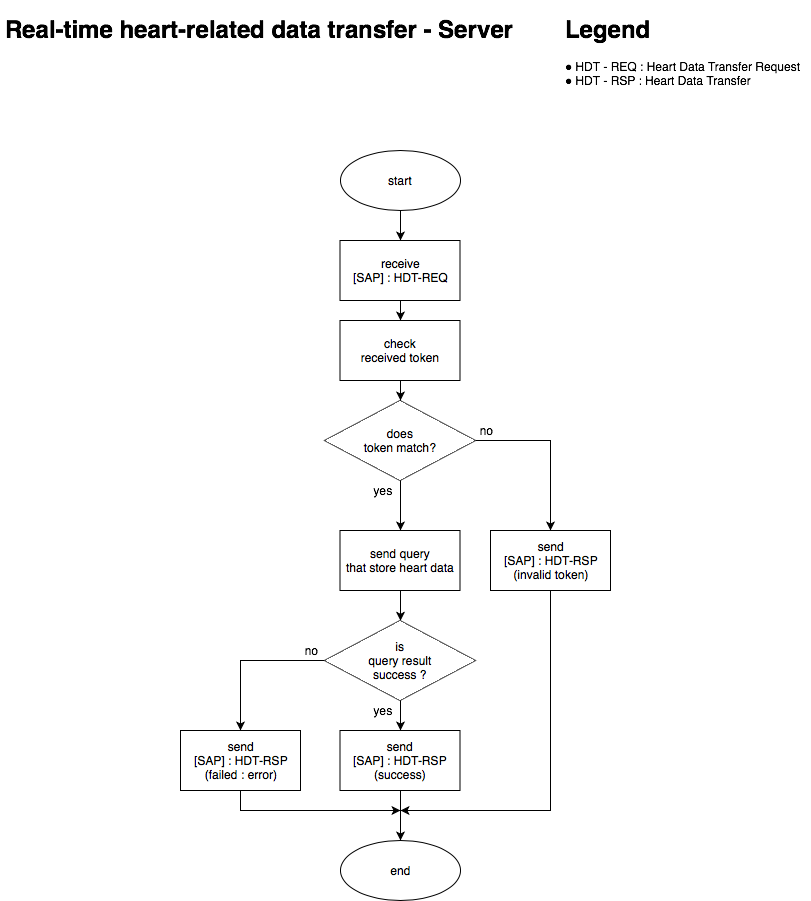 Real-time heart-related data transfer - Server
Legend
● HDT - REQ : Heart Data Transfer Request
● HDT - RSP : Heart Data Transfer
start
receive
[SAP] : HDT-REQ
check
received token
does
token match?
no
yes
send query
that store heart data
send
[SAP] : HDT-RSP
(invalid token)
is
query result
success ?
no
yes
send
[SAP] : HDT-RSP
(failed : error)
send
[SAP] : HDT-RSP
(success)
end